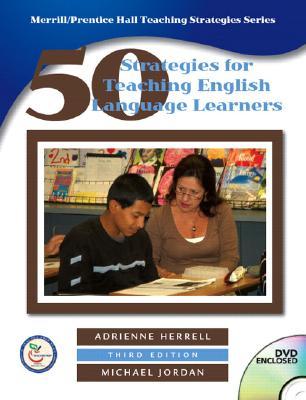 Merrill/Prentice Hall Teaching Strategies Series
50 Strategies for
Teaching English
Language Learners
2nd
ADRIENNE HERRELL
THIRD EDITION
MICHAEL JORDAN
DVD
ENCLOSED